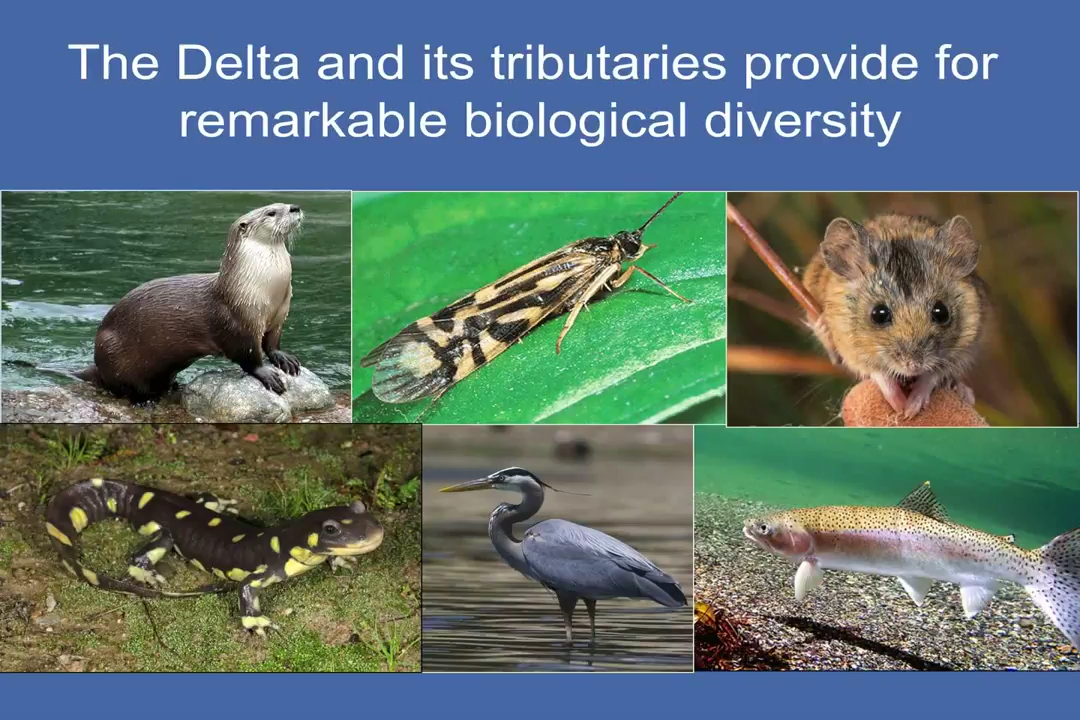 The Delta and its tributaries provide for
remarkable biological diversity